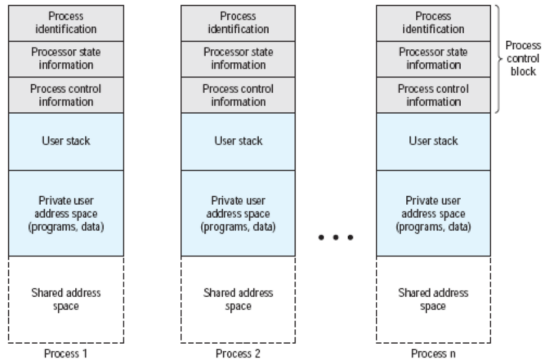 Process
identification
Processor state
information
Process control
information
User stack
Private user
address space
(programs, data)
Shared address
space
Process 1
Process
identification
Processor state
information
Process control
information
User stack
Private user
address space
(programs, data)
Shared address
space
Process 2
• • •
Process
identification
Processor state
information
Process control
information
User stack
Private user
address space
(programs, data)
Shared address
space
Process n
Process
control
block